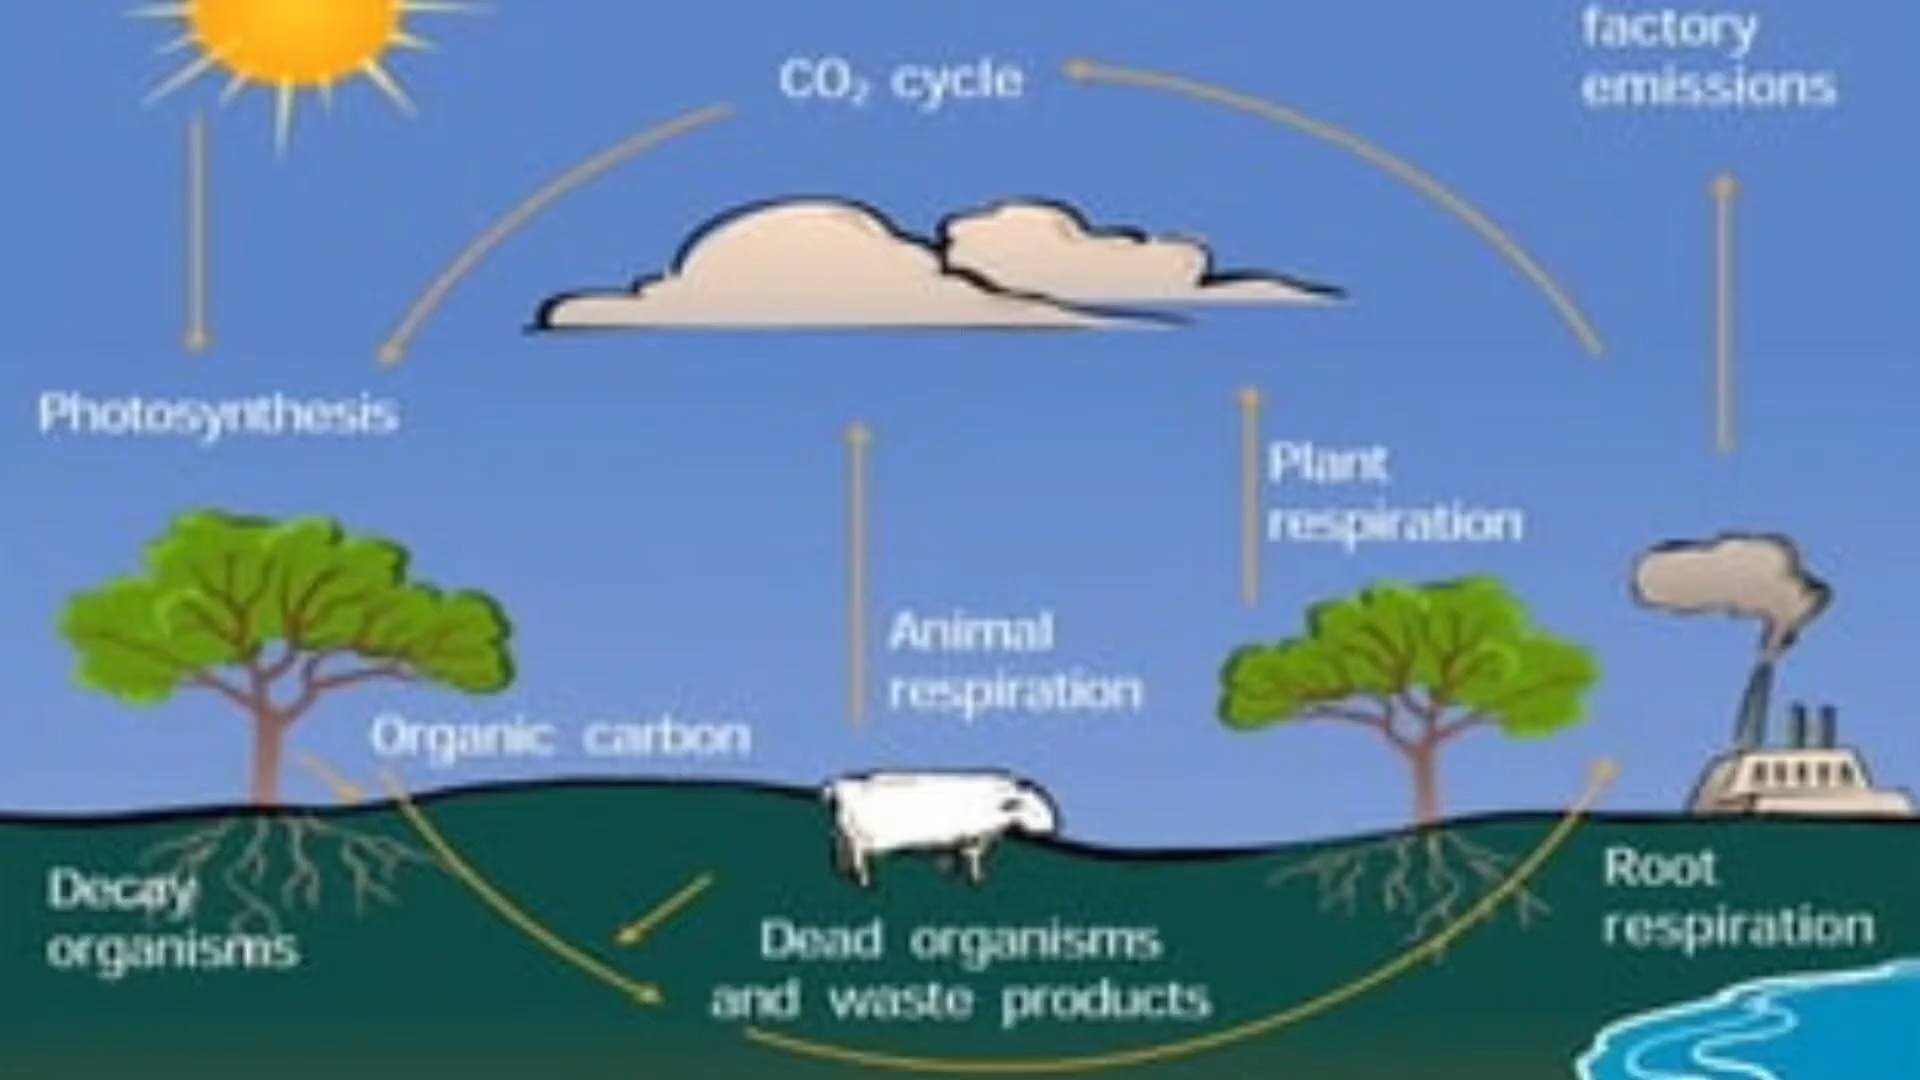 factory
emissions
CO₂ cycle
Photosynthesis
Plant
respiration
Animal
respiration
Organic carbon
Decay
organisms
Dead organisms
and waste products
Root
respiration